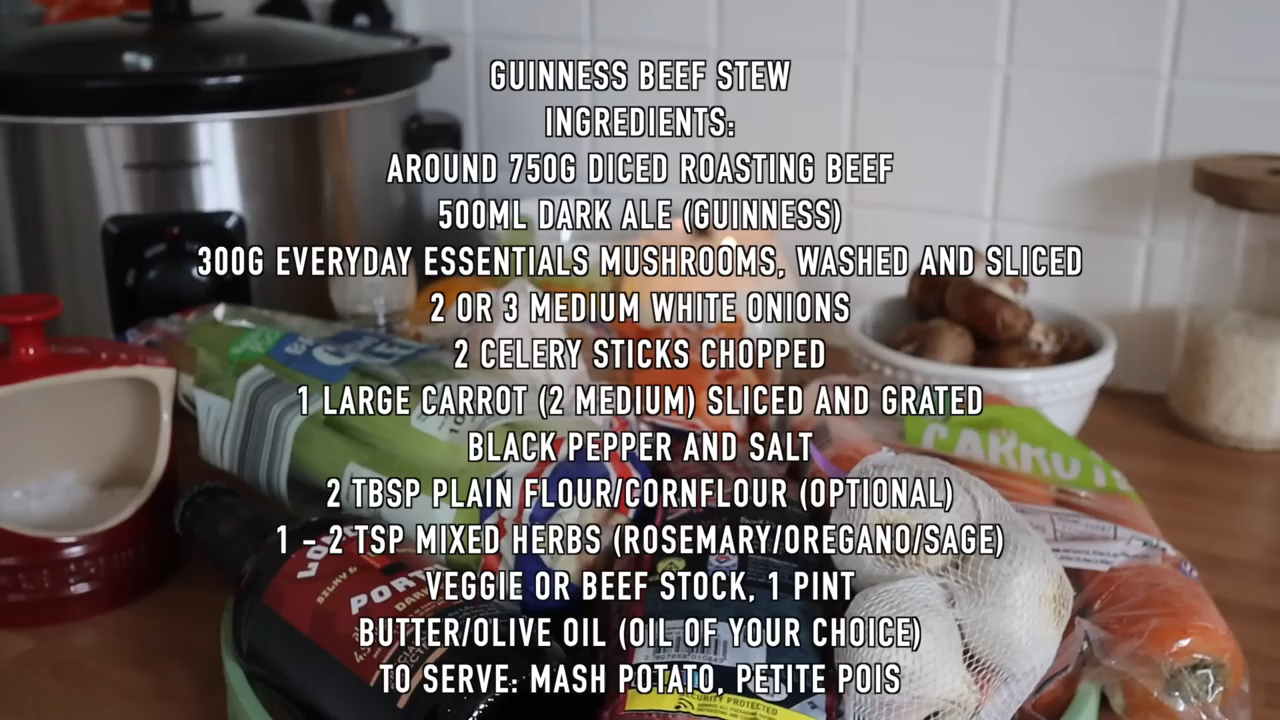 GUINNESS BEEF STEW
INGREDIENTS:
AROUND 750G DICED ROASTING BEEF
500ML DARK ALE (GUINNESS)
300G EVERYDAY ESSENTIALS MUSHROOMS, WASHED AND SLICED
2 OR 3 MEDIUM WHITE ONIONS
2 CELERY STICKS CHOPPED
1 LARGE CARROT (2 MEDIUM) SLICED AND GRATED
BLACK PEPPER AND SALT
2 TBSP PLAIN FLOUR/CORNFLOUR (OPTIONAL)
1 - 2 TSP MIXED HERBS (ROSEMARY/OREGANO/SAGE)
VEGGIE OR BEEF STOCK, 1 PINT
BUTTER/OLIVE OIL (OIL OF YOUR CHOICE)
TO SERVE: MASH POTATO, PETITE POIS
CARROTS
SECURITY PROTECTED